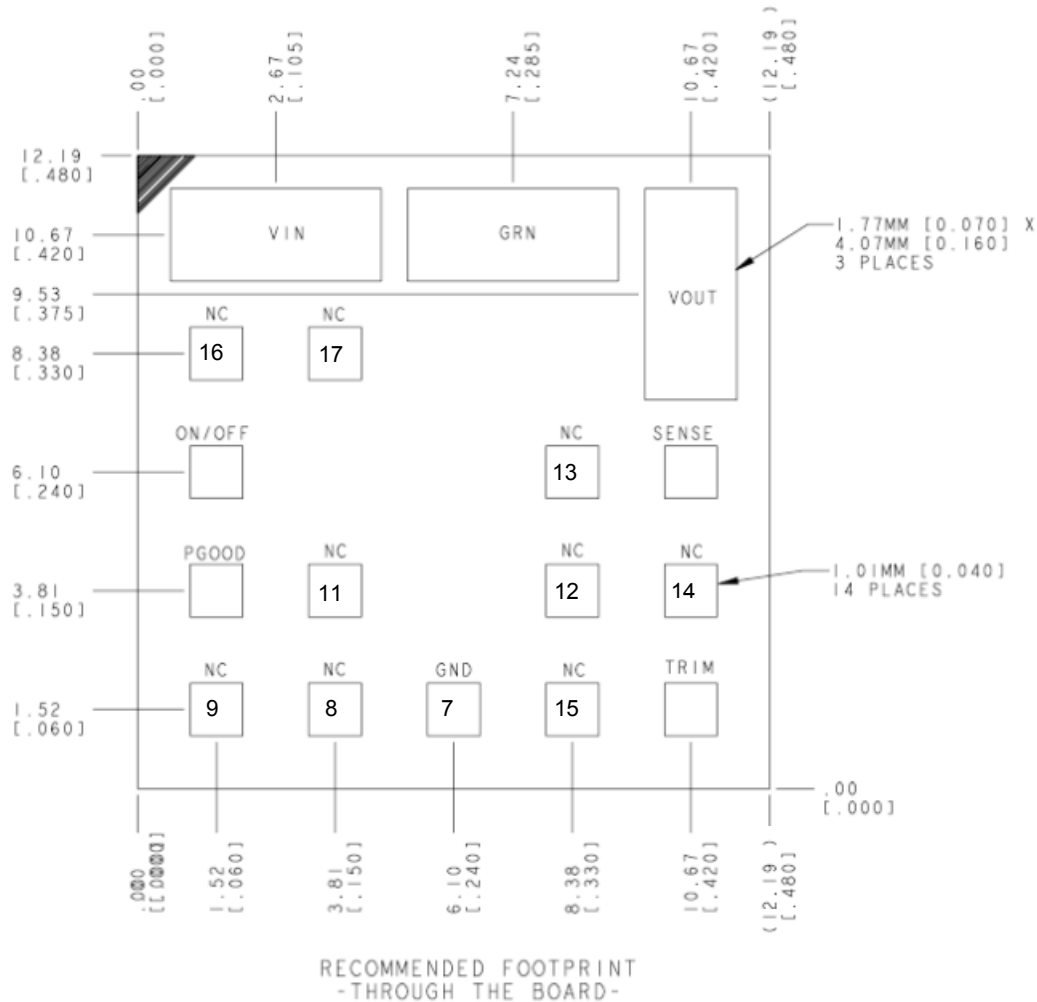 .00
[.000]
2.67
[.105]
7.24
[.285]
10.67
[.420]
(12.19 )
[.480]
12.19
[.480]
10.67
[.420]
VIN
GRN
1.77MM [0.070] X
4.07MM [0.160]
3 PLACES
9.53
[.375]
VOUT
NC
NC
8.38
[.330]
16
17
ON/OFF
NC
SENSE
6.10
[.240]
13
PGOOD
NC
NC
NC
3.81
[.150]
11
12
14
1.01MM [0.040]
14 PLACES
NC
NC
GND
NC
TRIM
1.52
[.060]
9
8
7
15
.00
[.000]
1.52
[.060]
3.81
[.150]
6.10
[.240]
8.38
[.330]
10.67
[.420]
(12.19 )
[.480]
RECOMMENDED FOOTPRINT
-THROUGH THE BOARD-